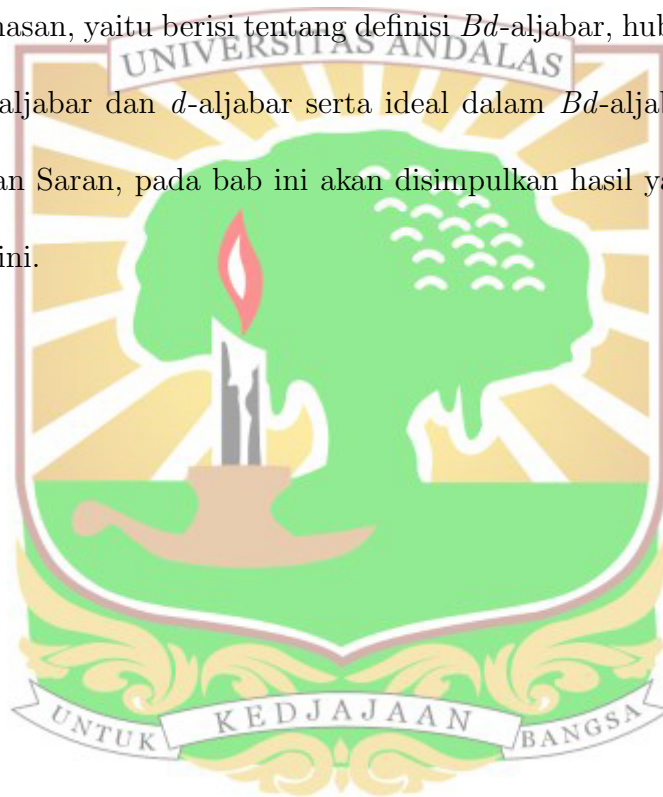 nasan, yaitu berisi tentang definisi Bd-aljabar, hub
UNIVERSITAS ANDALAS
aljabar dan d-aljabar serta ideal dalam Bd-aljab
an Saran, pada bab ini akan disimpulkan hasil ya
ini.
UNTUK KEDJAJAAN BANGSA